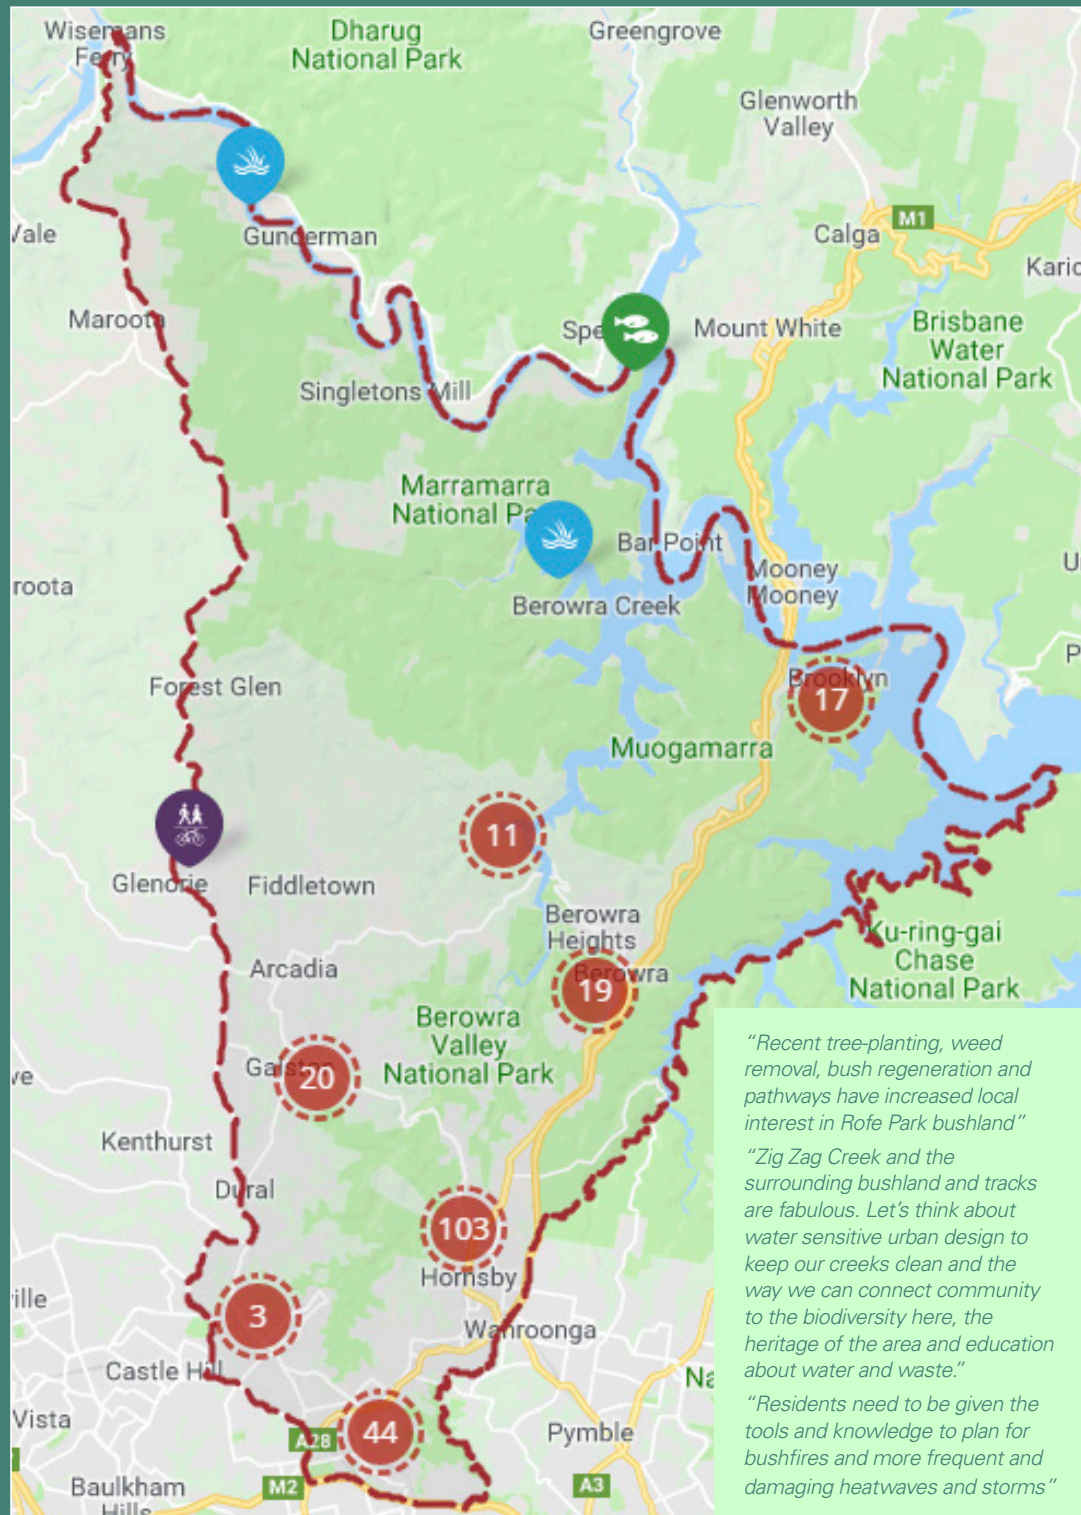 Wisemans
Ferry
Dharug
National Park
Greengrove
Glenworth
Valley
M1
Vale
Gunderman
Calga
Maroota
Spe
Mount White
Brisbane
Water
National Park
Singletons Mill
Marramarra
National Pa
Bar Point
roota
Mooney
Mooney
U
Berowra Creek
P
Forest Glen
Brooklyn
17
Muogamarra
11
Glenorie
Fiddletown
Berowra
Heights
Ku-ring-gai
Chase
National Park
Arcadia
Berowra
19
Berowra
Valley
National Park
Galston
20
Kenthurst
Dural
103
Hornsby
ville
3
Wahroonga
Castle Hill
Na
Vista
A28
44
Pymble
M2
A3
Baulkham
Hills
“Recent tree-planting, weed
removal, bush regeneration and
pathways have increased local
interest in Rofe Park bushland”
“Zig Zag Creek and the
surrounding bushland and tracks
are fabulous. Let’s think about
water sensitive urban design to
keep our creeks clean and the
way we can connect community
to the biodiversity here, the
heritage of the area and education
about water and waste.”
“Residents need to be given the
tools and knowledge to plan for
bushfires and more frequent and
damaging heatwaves and storms”